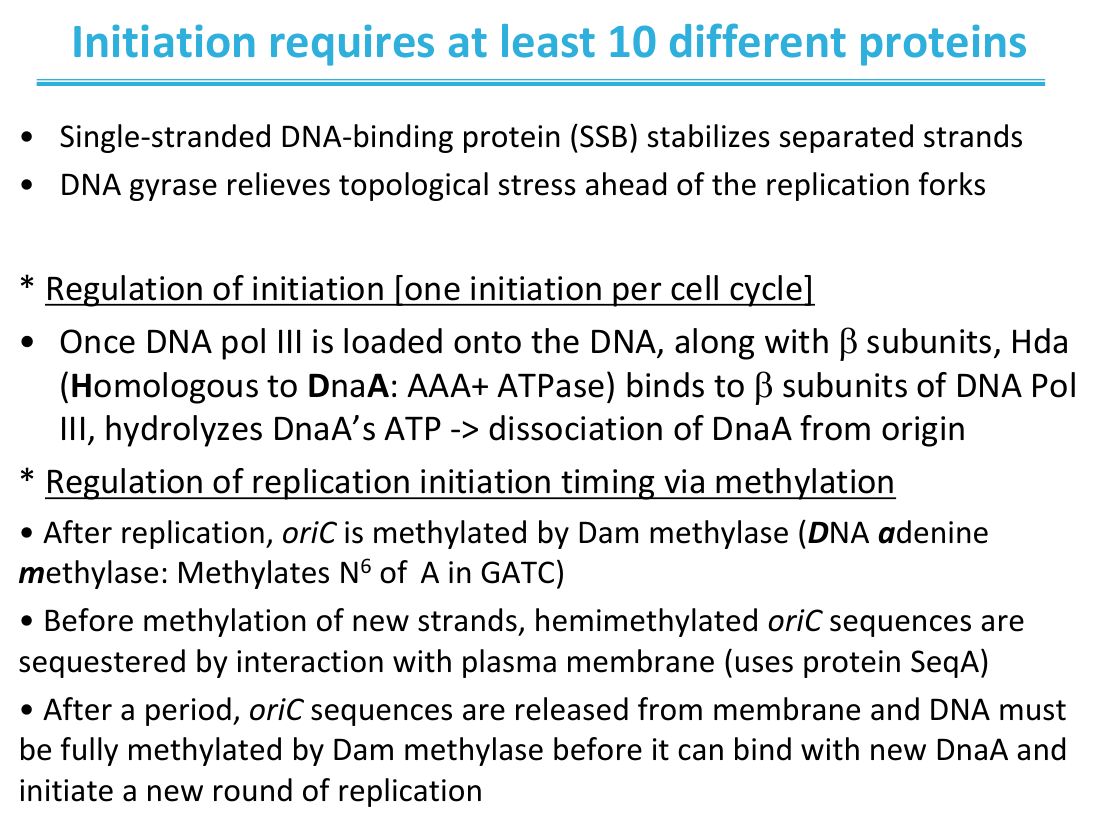 Initiation requires at least 10 different proteins
• Single-stranded DNA-binding protein (SSB) stabilizes separated strands
• DNA gyrase relieves topological stress ahead of the replication forks
* Regulation of initiation [one initiation per cell cycle]
• Once DNA pol III is loaded onto the DNA, along with β subunits, Hda
(Homologous to DnaA: AAA+ ATPase) binds to β subunits of DNA Pol
III, hydrolyzes DnaA’s ATP -> dissociation of DnaA from origin
* Regulation of replication initiation timing via methylation
• After replication, oriC is methylated by Dam methylase (DNA adenine
methylase: Methylates N⁶ of A in GATC)
• Before methylation of new strands, hemimethylated oriC sequences are
sequestered by interaction with plasma membrane (uses protein SeqA)
• After a period, oriC sequences are released from membrane and DNA must
be fully methylated by Dam methylase before it can bind with new DnaA and
initiate a new round of replication